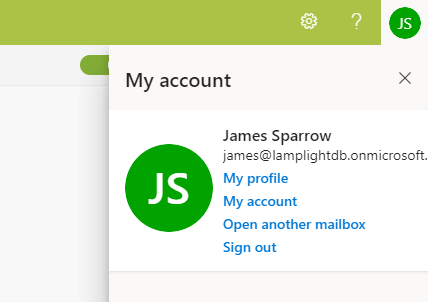 ?
JS
My account
James Sparrow
james@lamplightdb.onmicrosoft.
JS
My profile
My account
Open another mailbox
Sign out